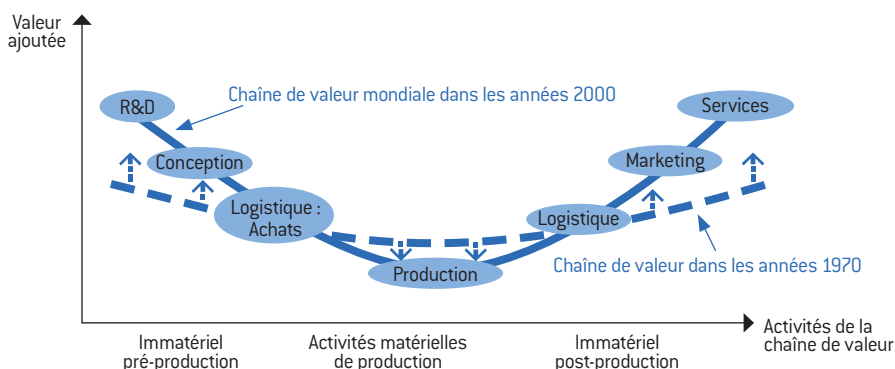 Valeur
ajoutée
R&D
Chaîne de valeur mondiale dans les années 2000
Services
Conception
Marketing
Logistique :
Achats
Logistique
Production
Chaîne de valeur dans les années 1970
Immatériel
pré-production
Activités matérielles
de production
Immatériel
post-production
Activités de la
chaîne de valeur